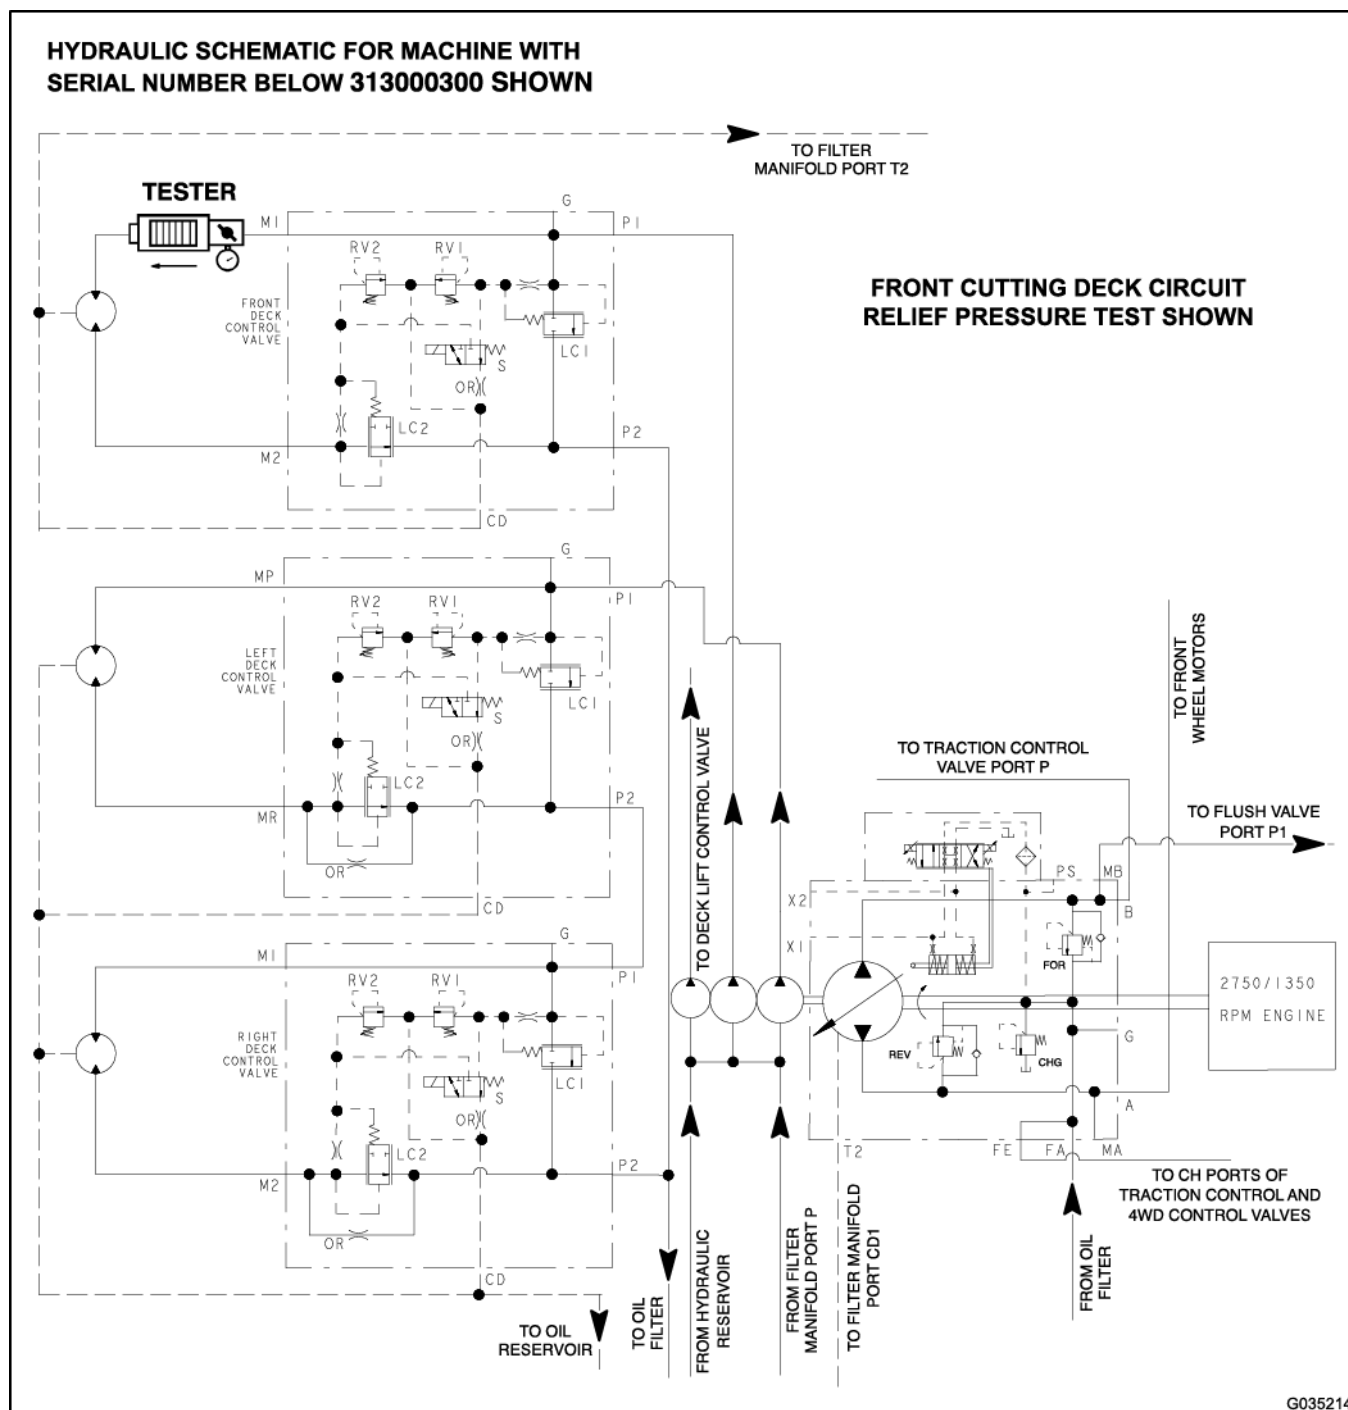 HYDRAULIC SCHEMATIC FOR MACHINE WITH
SERIAL NUMBER BELOW 313000300 SHOWN
TO FILTER
MANIFOLD PORT T2
TESTER
G
M1
P1
RV2
RV1
FRONT
DECK
CONTROL
VALVE
FRONT CUTTING DECK CIRCUIT
RELIEF PRESSURE TEST SHOWN
LC1
S
OR
LC2
P2
M2
CD
G
MP
P1
RV2
RV1
LEFT
DECK
CONTROL
VALVE
LC1
S
OR
LC2
P2
MR
OR
CD
TO DECK LIFT CONTROL VALVE
TO FRONT
WHEEL MOTORS
TO TRACTION CONTROL
VALVE PORT P
TO FLUSH VALVE
PORT P1
PS
MB
X2
B
X1
FOR
2750/1350
RPM ENGINE
REV
CHG
G
A
T2
FE
FA
MA
G
M1
P1
RV2
RV1
RIGHT
DECK
CONTROL
VALVE
LC1
S
OR
LC2
P2
M2
OR
CD
TO CH PORTS OF
TRACTION CONTROL AND
4WD CONTROL VALVES
TO OIL
RESERVOIR
TO OIL
FILTER
FROM HYDRAULIC
RESERVOIR
FROM FILTER
MANIFOLD PORT P
TO FILTER MANIFOLD
PORT CD1
FROM OIL
FILTER
G035214